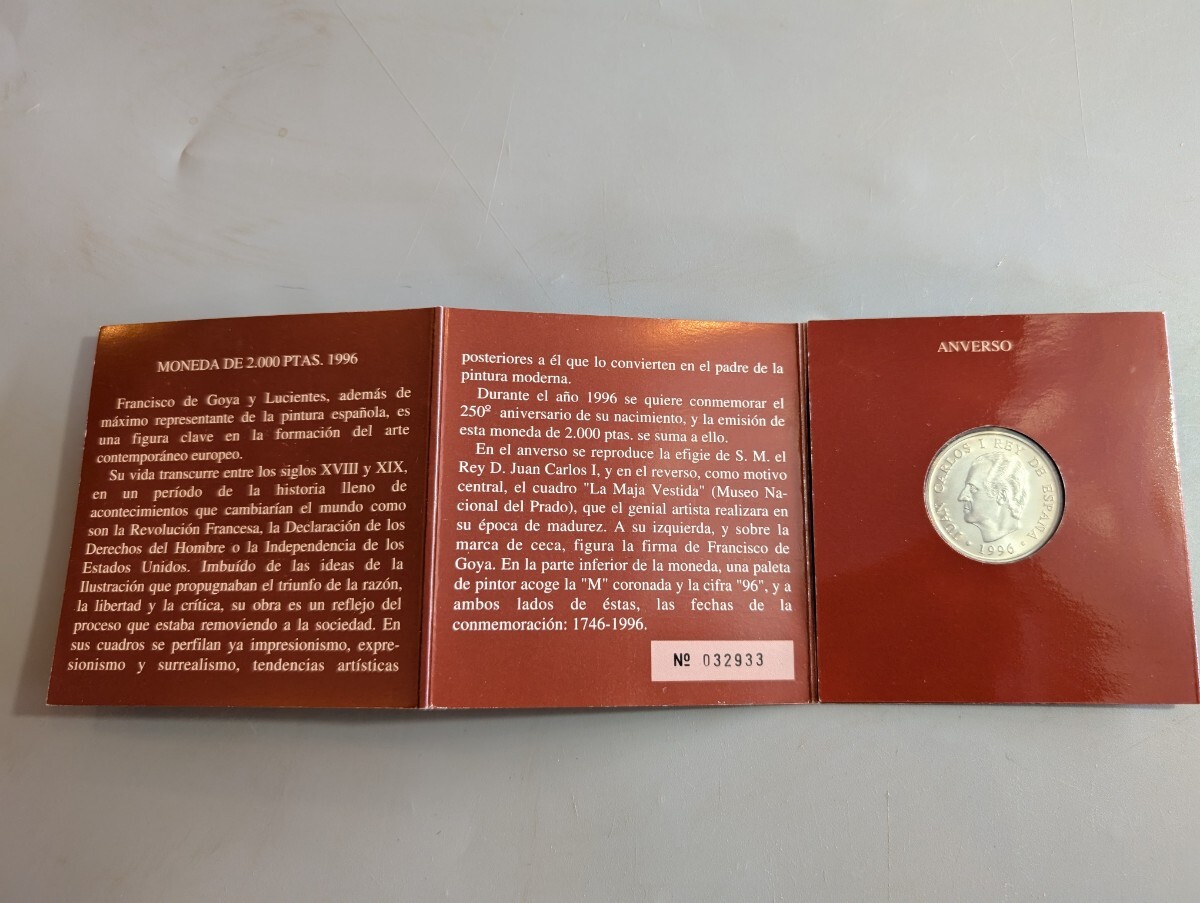 MONEDA DE 2.000 PTAS. 1996
Francisco de Goya y Lucientes, además de
máximo representante de la pintura española, es
una figura clave en la formación del arte
contemporáneo europeo.
Su vida transcurre entre los siglos XVIII y XIX,
en un período de la historia lleno de
acontecimientos que cambiarían el mundo como
son la Revolución Francesa, la Declaración de los
Derechos del Hombre o la Independencia de los
Estados Unidos. Imbuído de las ideas de la
Ilustración que propugnaban el triunfo de la razón,
la libertad y la crítica, su obra es un reflejo del
proceso que estaba removiendo a la sociedad. En
sus cuadros se perfilan ya impresionismo, expre-
sionismo y surrealismo, tendencias artísticas
posteriores a él que lo convierten en el padre de la
pintura moderna.
Durante el año 1996 se quiere conmemorar el
250º aniversario de su nacimiento, y la emisión de
esta moneda de 2.000 ptas. se suma a ello.
En el anverso se reproduce la efigie de S. M. el
Rey D. Juan Carlos I, y en el reverso, como motivo
central, el cuadro "La Maja Vestida" (Museo Na-
cional del Prado), que el genial artista realizara en
su época de madurez. A su izquierda, y sobre la
marca de ceca, figura la firma de Francisco de
Goya. En la parte inferior de la moneda, una paleta
de pintor acoge la "M" coronada y la cifra "96", y a
ambos lados de éstas, las fechas de la
conmemoración: 1746-1996.
Nº 032933
ANVERSO
JUAN CARLOS I REY DE ESPAÑA
• 1996 •